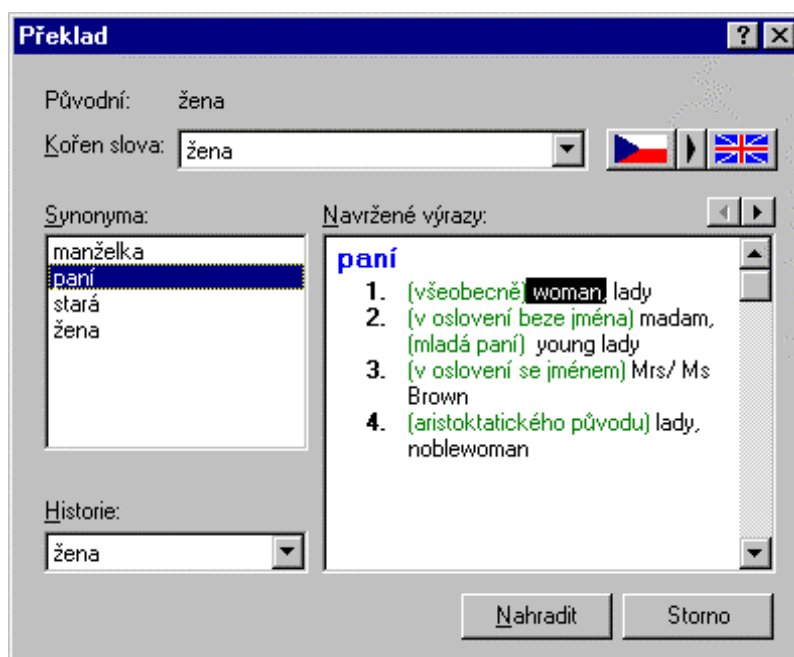 Překlad
Původní: žena
Kořen slova: žena
Synonyma:
manželka
paní
stará
žena
Historie:
žena
Navržené výrazy:
paní
1. (všeobecně) woman, lady
2. (v oslovení beze jména) madam,
(mladá paní) young lady
3. (v oslovení se jménem) Mrs/ Ms
Brown
4. (aristoktatického původu) lady,
noblewoman
Nahradit Storno